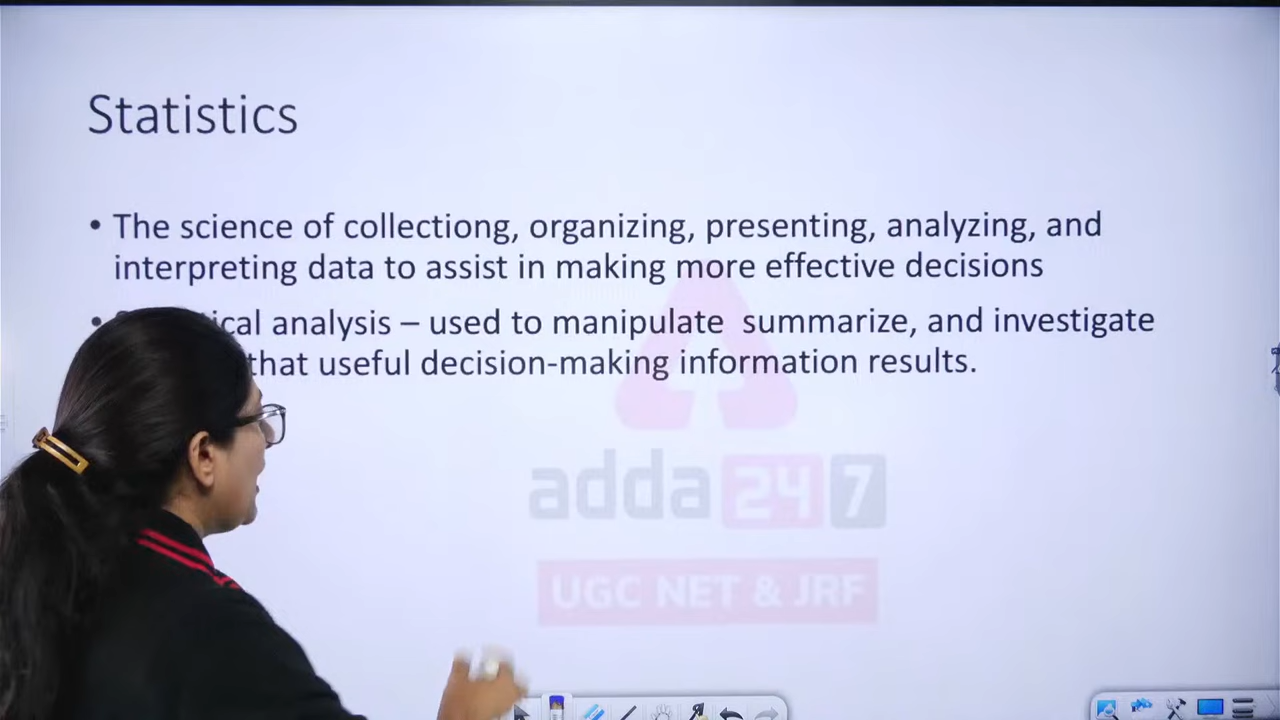 Statistics
• The science of collectiong, organizing, presenting, analyzing, and
interpreting data to assist in making more effective decisions
• cal analysis – used to manipulate summarize, and investigate
that useful decision-making information results.
adda 247
UGC NET & JRF